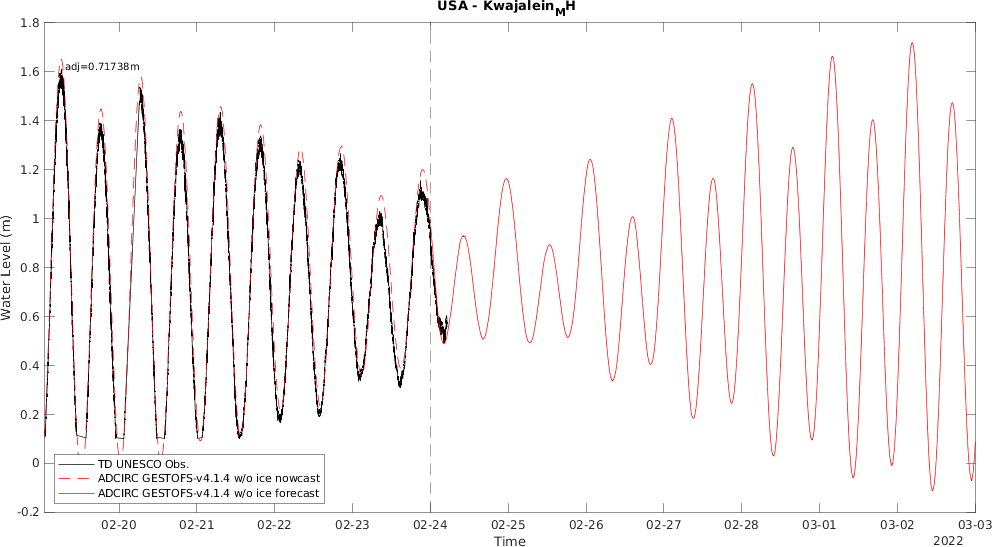 USA - Kwajalein_MH
adj=0.71738m
1.8
1.6
1.4
1.2
1
0.8
0.6
0.4
0.2
0
-0.2
Water Level (m)
TD UNESCO Obs.
ADCIRC GESTOFS-v4.1.4 w/o ice nowcast
ADCIRC GESTOFS-v4.1.4 w/o ice forecast
02-20 02-21 02-22 02-23 02-24 02-25 02-26 02-27 02-28 03-01 03-02 03-03
Time
2022